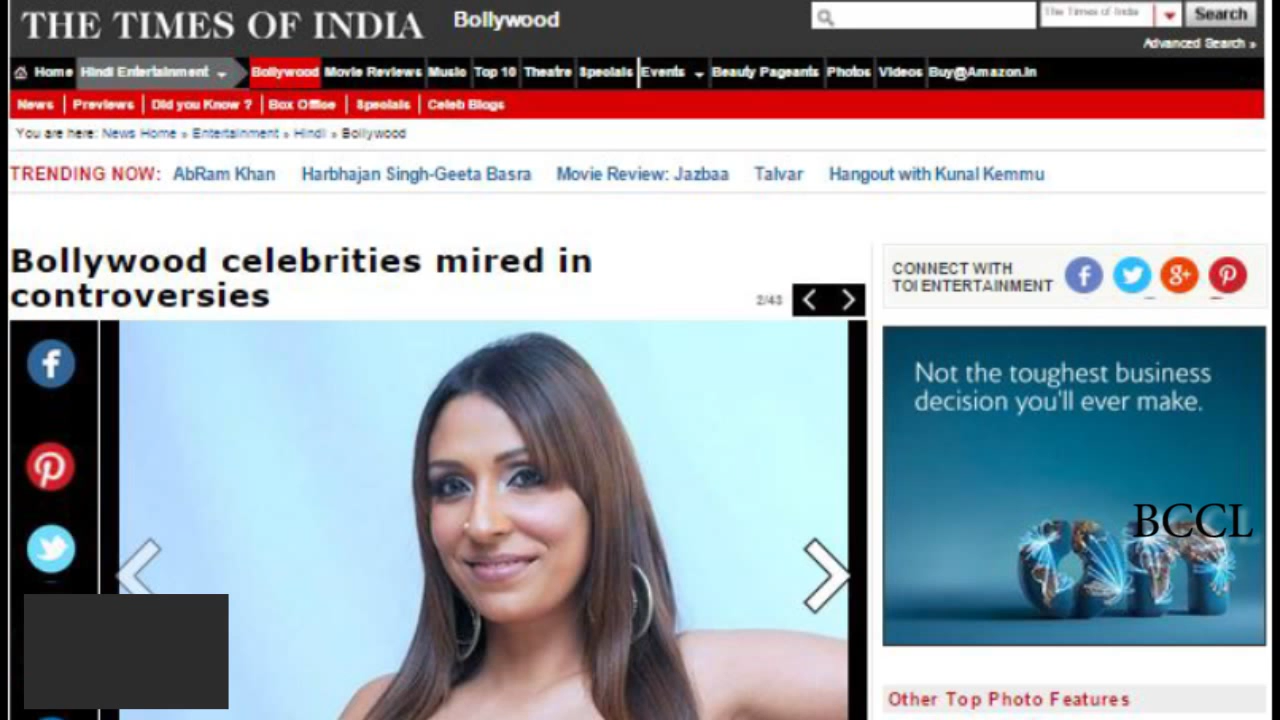 THE TIMES OF INDIA
Bollywood
The Times of India
Search
Advanced Search »
Home Hindi Entertainment Bollywood Movie Reviews Music Top 10 Theatre Specials Events Beauty Pageants Photos Videos Buy@Amazon.in
News | Previews | Did you Know ? | Box Office | Specials | Celeb Blogs
You are here: News Home » Entertainment » Hindi » Bollywood
TRENDING NOW: AbRam Khan Harbhajan Singh-Geeta Basra Movie Review: Jazbaa Talvar Hangout with Kunal Kemmu
Bollywood celebrities mired in
controversies
2/43
CONNECT WITH
TOI ENTERTAINMENT
Not the toughest business
decision you'll ever make.
BCCL
Other Top Photo Features